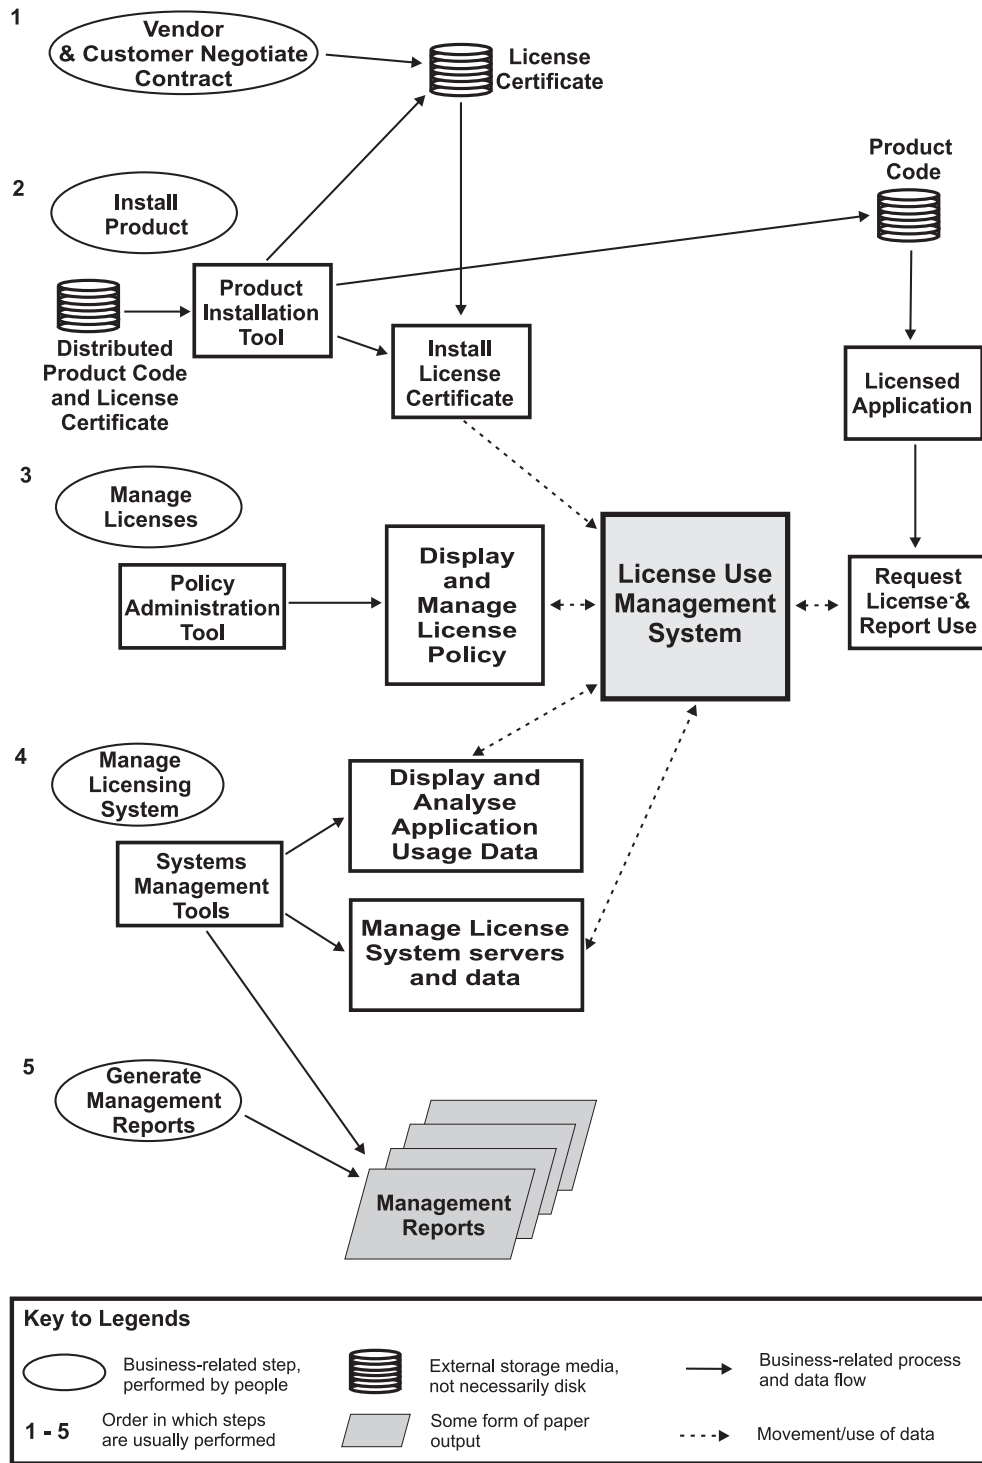 1
Vendor
& Customer Negotiate
Contract
License
Certificate
Product
Code
2
Install
Product
Product
Installation
Tool
Distributed
Product Code
and License
Certificate
Install
License
Certificate
Licensed
Application
3
Manage
Licenses
Policy
Administration
Tool
Display
and
Manage
License
Policy
License Use
Management
System
Request
License &
Report Use
4
Manage
Licensing
System
Systems
Management
Tools
Display and
Analyse
Application
Usage Data
Manage License
System servers
and data
5
Generate
Management
Reports
Management
Reports
Key to Legends
Business-related step,
performed by people
External storage media,
not necessarily disk
Business-related process
and data flow
1 - 5
Order in which steps
are usually performed
Some form of paper
output
Movement/use of data